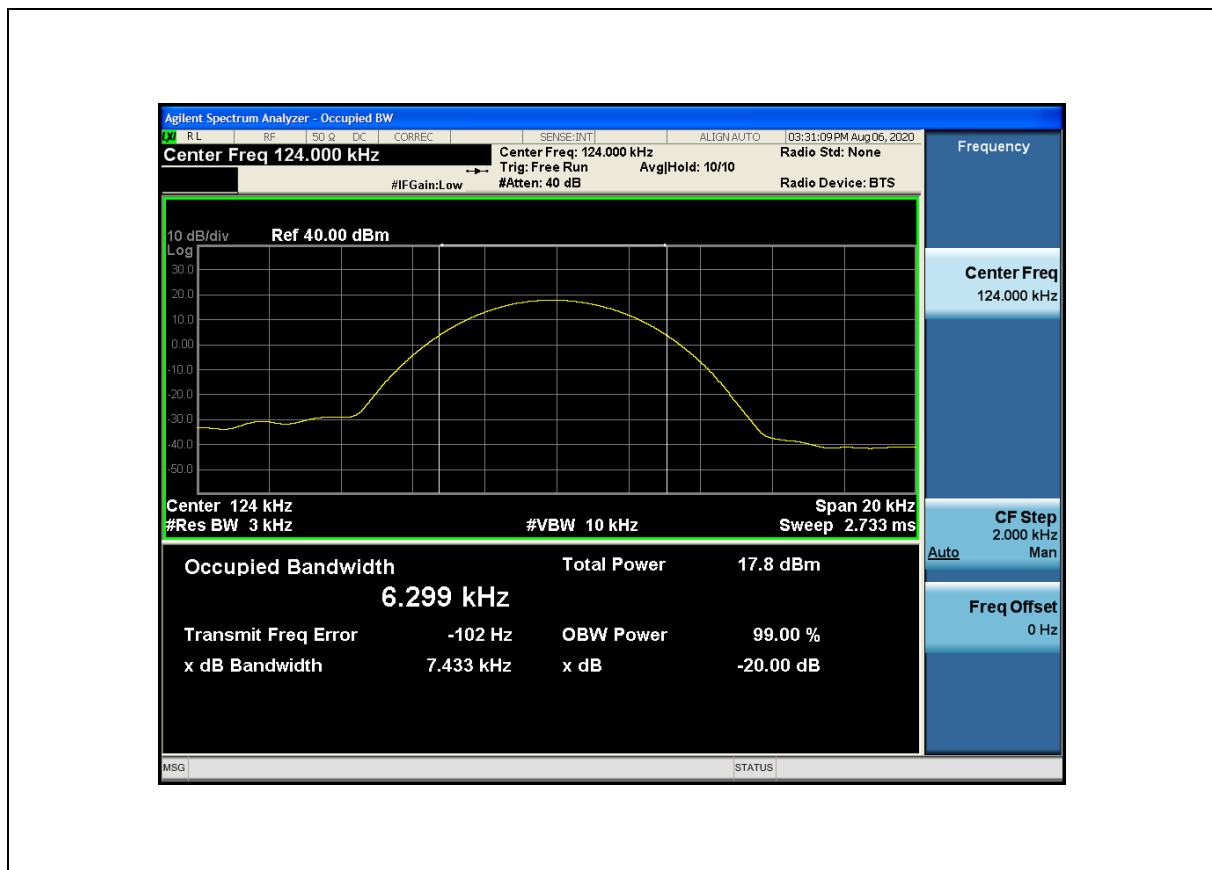 Agilent Spectrum Analyzer - Occupied BW
LXI RL RF 50 Ω DC CORREC SENSE:INT ALIGN AUTO 03:31:09 PM Aug 06, 2020
Center Freq 124.000 kHz
Center Freq: 124.000 kHz Radio Std: None
Trig: Free Run Avg|Hold: 10/10
#IFGain:Low #Atten: 40 dB Radio Device: BTS
10 dB/div Ref 40.00 dBm
Log
30.0
20.0
10.0
0.00
-10.0
-20.0
-30.0
-40.0
-50.0
Center 124 kHz Span 20 kHz
#Res BW 3 kHz #VBW 10 kHz Sweep 2.733 ms
Occupied Bandwidth Total Power 17.8 dBm
6.299 kHz
Transmit Freq Error -102 Hz OBW Power 99.00 %
x dB Bandwidth 7.433 kHz x dB -20.00 dB
MSG STATUS
Frequency
Center Freq
124.000 kHz
CF Step
2.000 kHz
Auto Man
Freq Offset
0 Hz